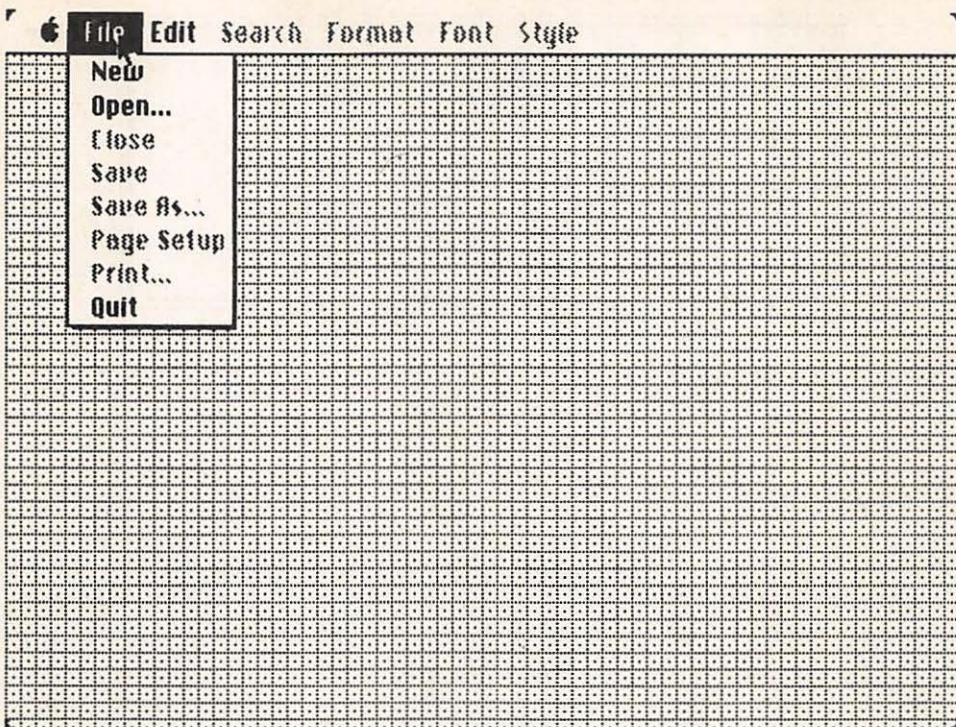 File Edit Search Format Font Style
New
Open...
Close
Save
Save As...
Page Setup
Print...
Quit